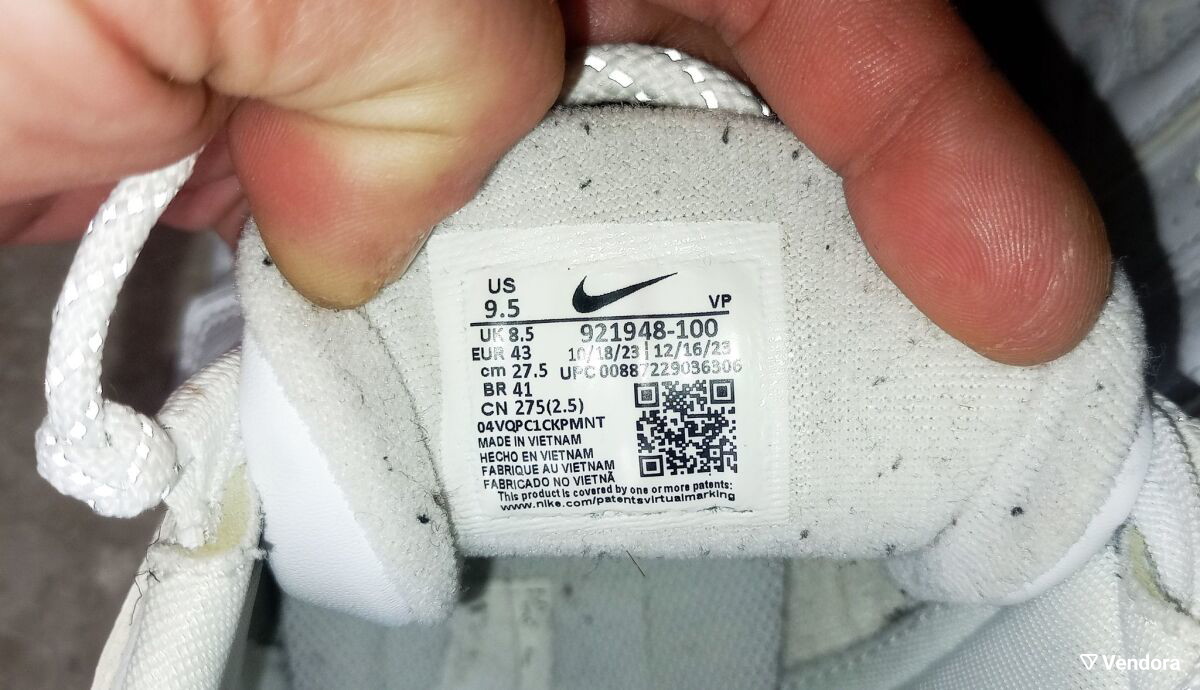 US
9.5
VP
UK 8.5 921948-100
EUR 43 10/18/23 | 12/16/23
cm 27.5 UPC 00887229036306
BR 41
CN 275(2.5)
04VQPC1CKPMNT
MADE IN VIETNAM
HECHO EN VIETNAM
FABRIQUE AU VIETNAM
FABRICADO NO VIETNÃ
This product is covered by one or more patents:
www.nike.com/patentsvirtualmarking
Vendora